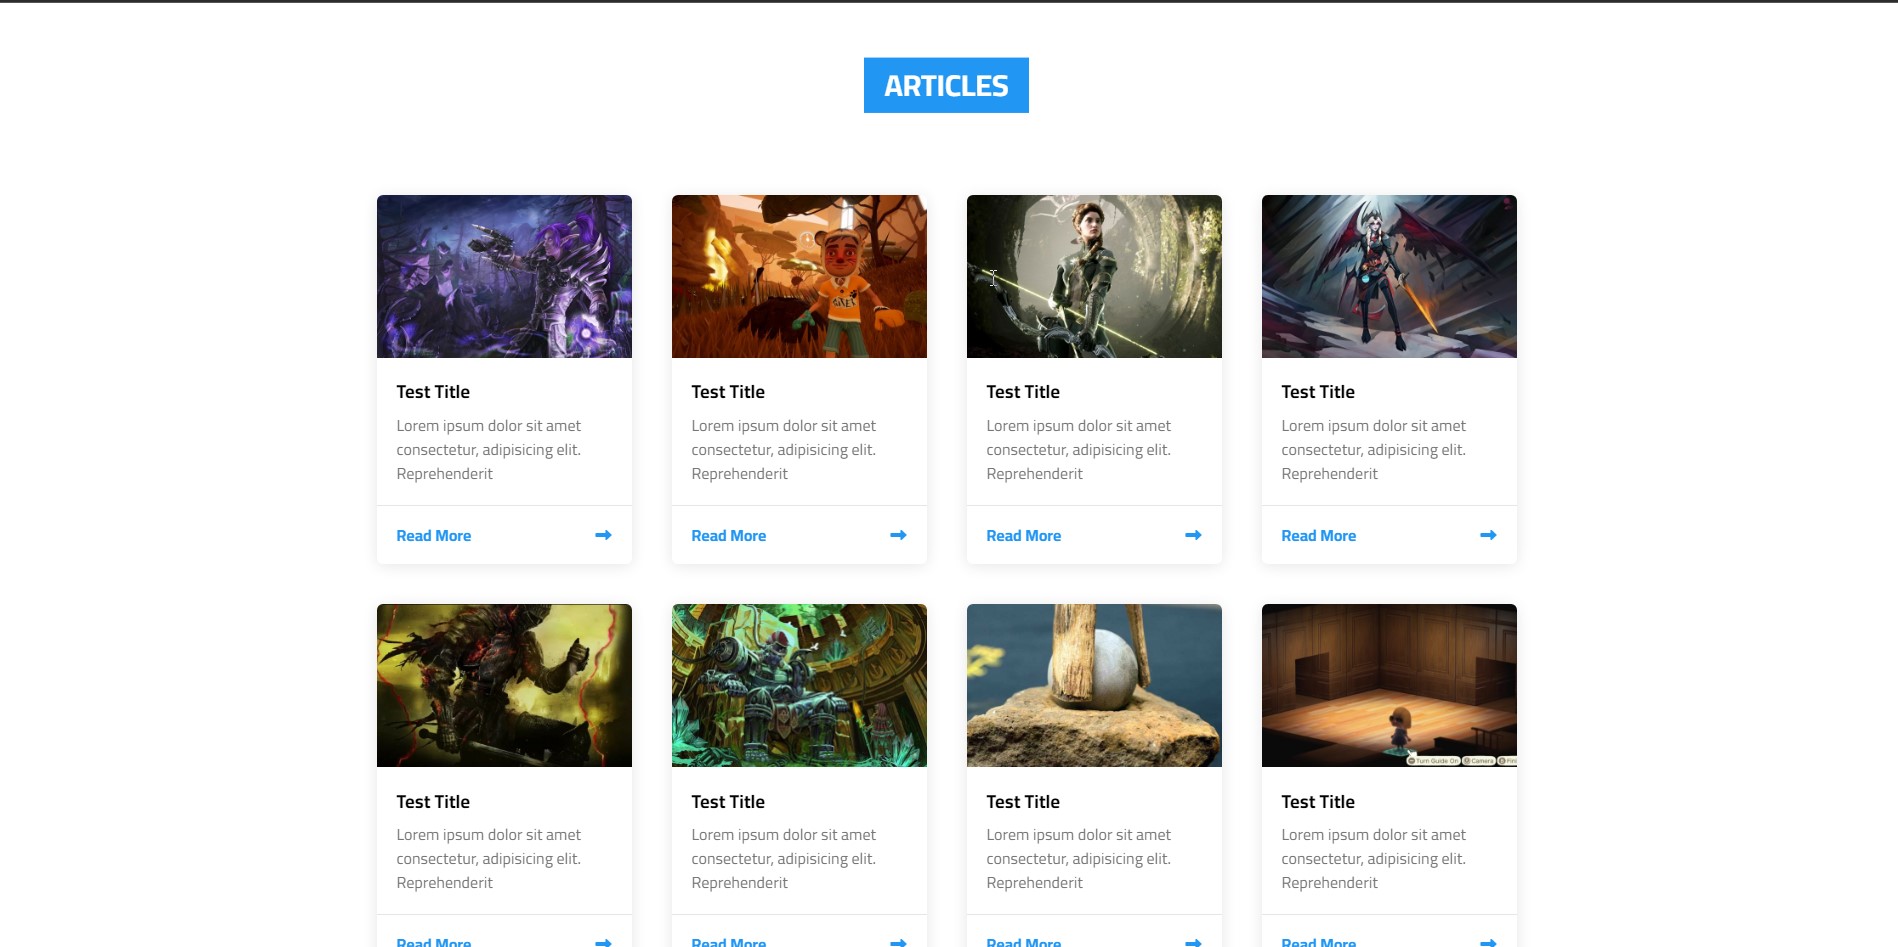 ARTICLES
Test Title
Lorem ipsum dolor sit amet
consectetur, adipisicing elit.
Reprehenderit
Read More
Test Title
Lorem ipsum dolor sit amet
consectetur, adipisicing elit.
Reprehenderit
Read More
Test Title
Lorem ipsum dolor sit amet
consectetur, adipisicing elit.
Reprehenderit
Read More
Test Title
Lorem ipsum dolor sit amet
consectetur, adipisicing elit.
Reprehenderit
Read More
Test Title
Lorem ipsum dolor sit amet
consectetur, adipisicing elit.
Reprehenderit
Read More
Test Title
Lorem ipsum dolor sit amet
consectetur, adipisicing elit.
Reprehenderit
Read More
Test Title
Lorem ipsum dolor sit amet
consectetur, adipisicing elit.
Reprehenderit
Read More
Turn Guide On Camera
Test Title
Lorem ipsum dolor sit amet
consectetur, adipisicing elit.
Reprehenderit
Read More